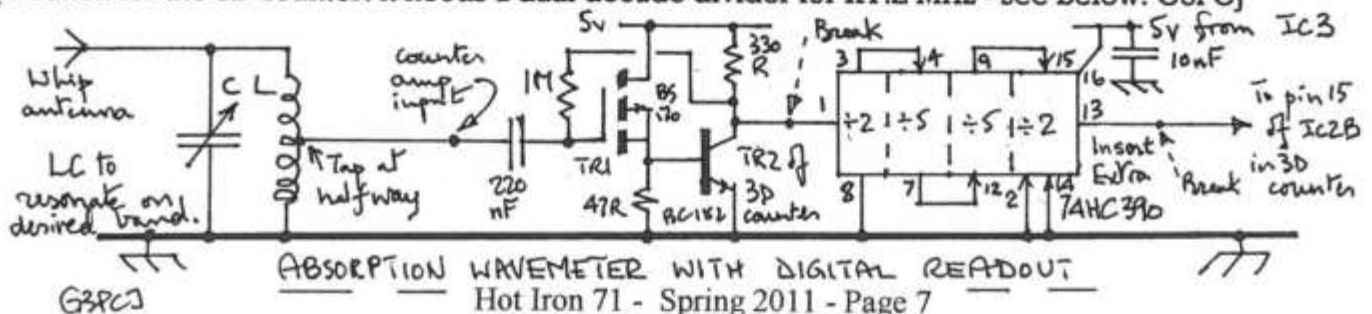 5v
330
R
Break
5v from IC3
10nF
Whip
antenna
C L
counter
amp
input
1M
BS
170
3
4
9
15
16
1
÷2 ÷5 ÷5 ÷2
13
To pin 15
of IC2B
in 3D
counter
LC to
resonate on
desired band.
Tap at
halfway
220
nF
TR1
47R
BC182
TR2 of
3D
counter
8
7
12
2
14
Insert
Extra
74HC390
Break
ABSORPTION WAVEMETER WITH DIGITAL READOUT
G3PCJ
Hot Iron 71 - Spring 2011 - Page 7